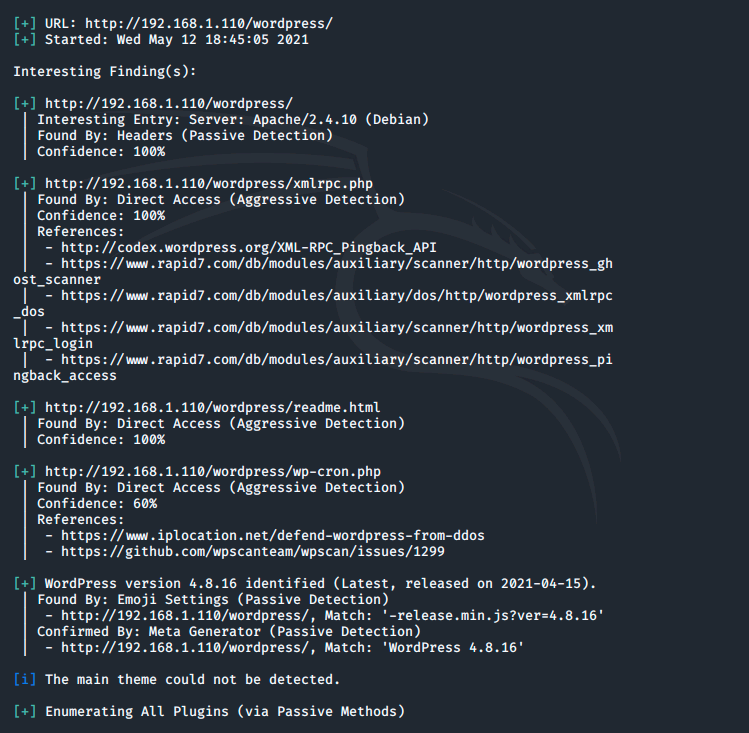 [+] URL: http://192.168.1.110/wordpress/
[+] Started: Wed May 12 18:45:05 2021
Interesting Finding(s):
[+] http://192.168.1.110/wordpress/
| Interesting Entry: Server: Apache/2.4.10 (Debian)
| Found By: Headers (Passive Detection)
| Confidence: 100%
[+] http://192.168.1.110/wordpress/xmlrpc.php
| Found By: Direct Access (Aggressive Detection)
| Confidence: 100%
| References:
|  - http://codex.wordpress.org/XML-RPC_Pingback_API
|  - https://www.rapid7.com/db/modules/auxiliary/scanner/http/wordpress_gh
ost_scanner
|  - https://www.rapid7.com/db/modules/auxiliary/dos/http/wordpress_xmlrpc
_dos
|  - https://www.rapid7.com/db/modules/auxiliary/scanner/http/wordpress_xm
lrpc_login
|  - https://www.rapid7.com/db/modules/auxiliary/scanner/http/wordpress_pi
ngback_access
[+] http://192.168.1.110/wordpress/readme.html
| Found By: Direct Access (Aggressive Detection)
| Confidence: 100%
[+] http://192.168.1.110/wordpress/wp-cron.php
| Found By: Direct Access (Aggressive Detection)
| Confidence: 60%
| References:
|  - https://www.iplocation.net/defend-wordpress-from-ddos
|  - https://github.com/wpscanteam/wpscan/issues/1299
[+] WordPress version 4.8.16 identified (Latest, released on 2021-04-15).
| Found By: Emoji Settings (Passive Detection)
|  - http://192.168.1.110/wordpress/, Match: '-release.min.js?ver=4.8.16'
| Confirmed By: Meta Generator (Passive Detection)
|  - http://192.168.1.110/wordpress/, Match: 'WordPress 4.8.16'
[i] The main theme could not be detected.
[+] Enumerating All Plugins (via Passive Methods)